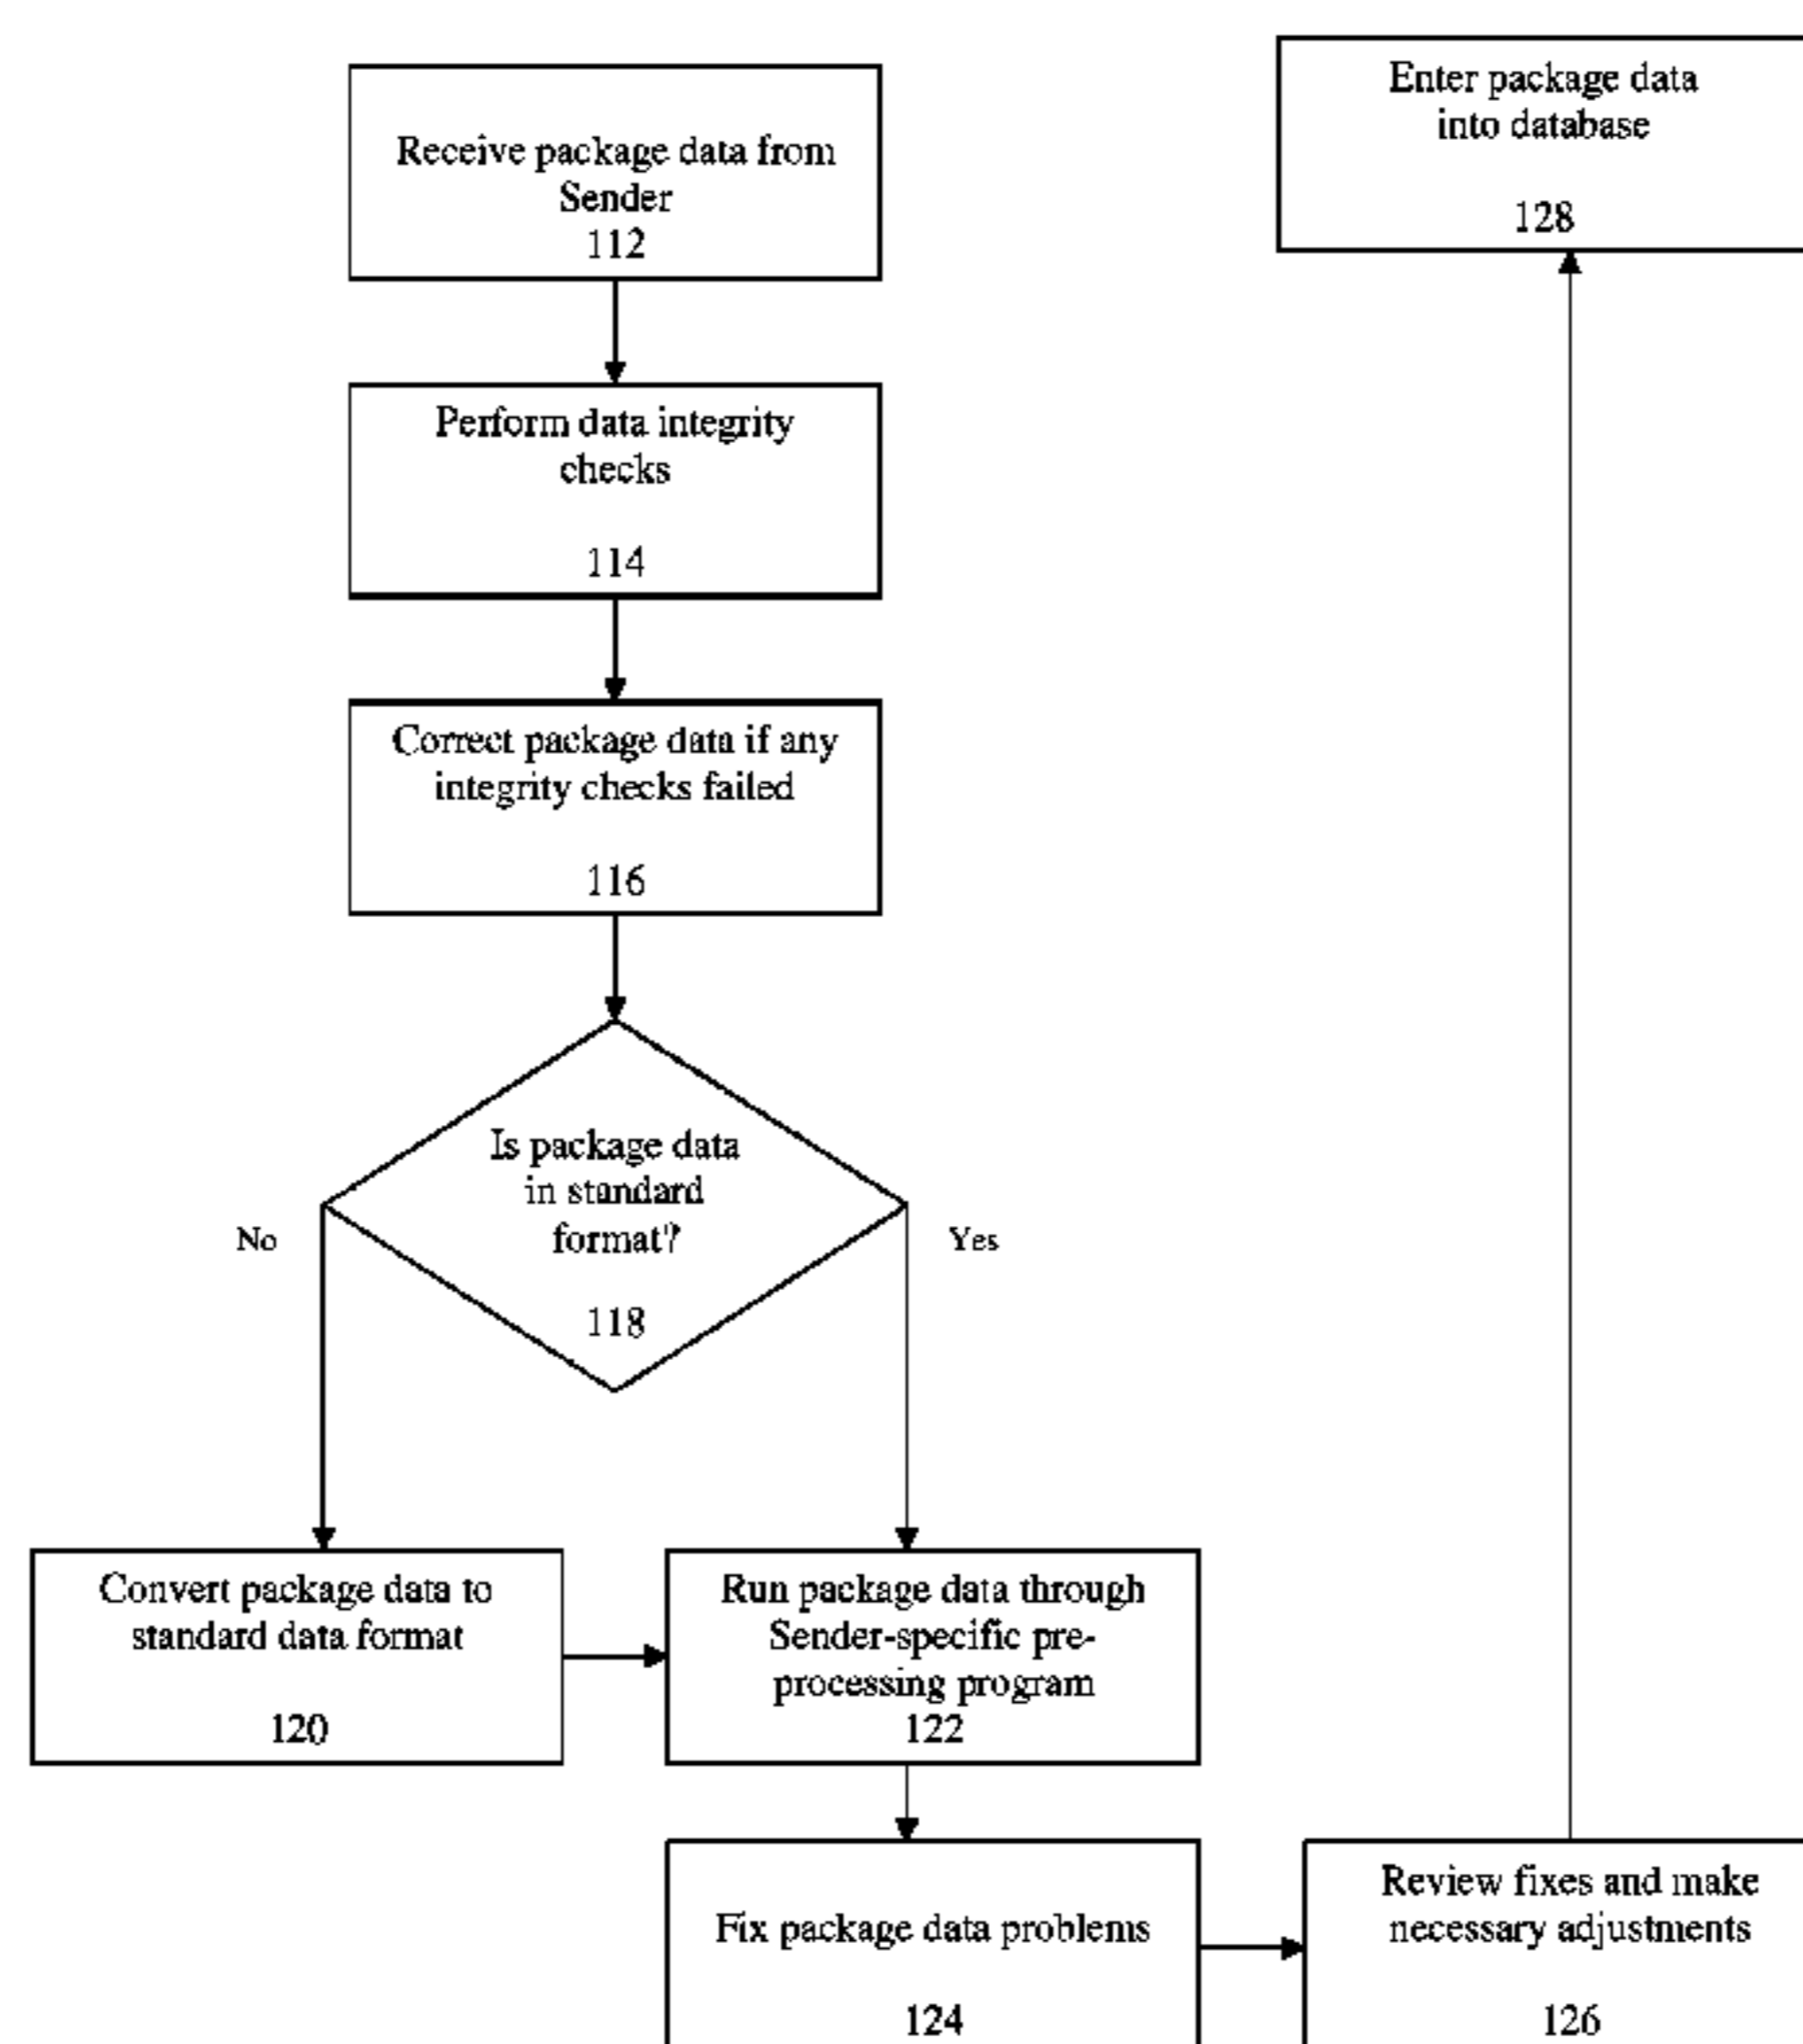 Receive package data from
Sender
112
Perform data integrity
checks
114
Correct package data if any
integrity checks failed
116
Is package data
in standard
format?
118
No
Yes
Convert package data to
standard data format
120
Run package data through
Sender-specific pre-
processing program
122
Fix package data problems
124
Review fixes and make
necessary adjustments
126
Enter package data
into database
128